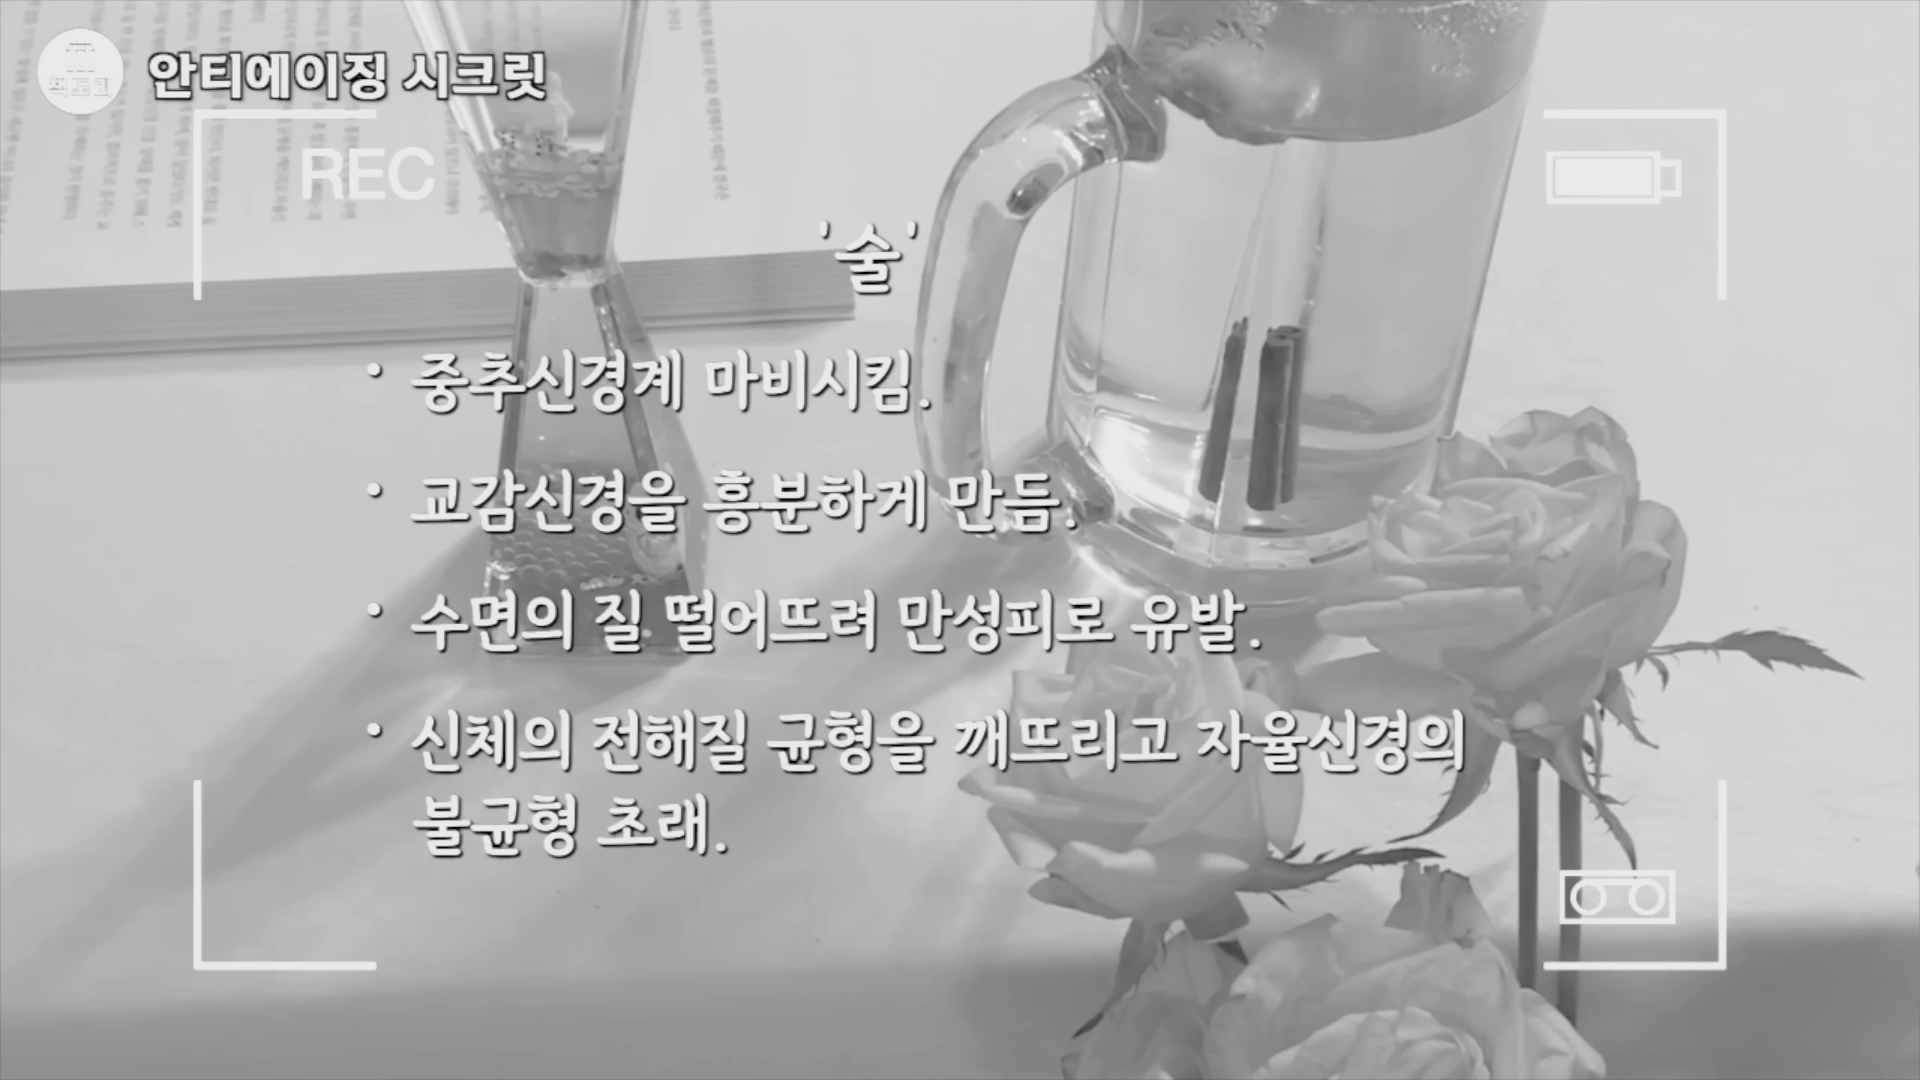 안티에이징 시크릿
REC
'술'
· 중추신경계 마비시킴.
· 교감신경을 흥분하게 만듬.
· 수면의 질 떨어뜨려 만성피로 유발.
· 신체의 전해질 균형을 깨뜨리고 자율신경의
불균형 초래.